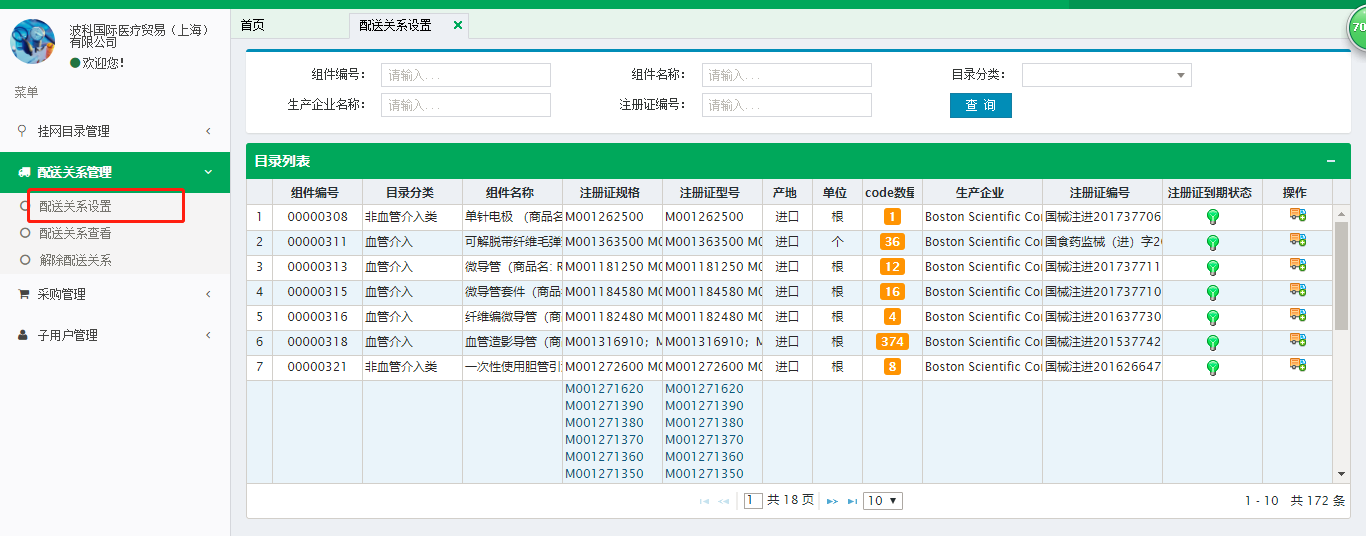 波科国际医疗贸易（上海）
有限公司
欢迎您!
菜单
挂网目录管理
配送关系管理
配送关系设置
配送关系查看
解除配送关系
采购管理
子用户管理
首页
配送关系设置
70
组件编号： 请输入... 组件名称： 请输入... 目录分类：
生产企业名称： 请输入... 注册证编号： 请输入... 查 询
目录列表
组件编号 目录分类 组件名称 注册证规格 注册证型号 产地 单位 code数量 生产企业 注册证编号 注册证到期状态 操作
1 00000308 非血管介入类 单针电极 （商品名 M001262500 M001262500 进口 根 1 Boston Scientific Co 国械注进201737706
2 00000311 血管介入 可解脱带纤维毛弹 M001363500 M0 M001363500 M 进口 个 36 Boston Scientific Co 国食药监械（进）字20
3 00000313 血管介入 微导管（商品名: R M001181250 M0 M001181250 M 进口 根 12 Boston Scientific Co 国械注进201737711
4 00000315 血管介入 微导管套件（商品 M001184580 M0 M001184580 M 进口 根 16 Boston Scientific Co 国械注进201737710
5 00000316 血管介入 纤维编微导管（商 M001182480 M0 M001182480 M 进口 根 4 Boston Scientific Co 国械注进201637730
6 00000318 血管介入 血管造影导管（商 M001316910；M M001316910；M 进口 根 374 Boston Scientific Co 国械注进201537742
7 00000321 非血管介入类 一次性使用胆管引 M001272600 M0 M001272600 M 进口 根 8 Boston Scientific Co 国械注进201626647
M001271620 M001271620
M001271390 M001271390
M001271380 M001271380
M001271370 M001271370
M001271360 M001271360
M001271350 M001271350
1 共 18 页 10 1 - 10 共 172 条